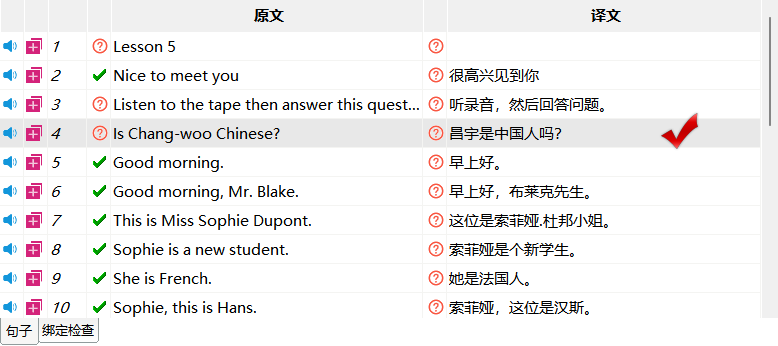 原文 译文
1 Lesson 5
2 Nice to meet you 很高兴见到你
3 Listen to the tape then answer this quest... 听录音，然后回答问题。
4 Is Chang-woo Chinese? 昌宇是中国人吗？
5 Good morning. 早上好。
6 Good morning, Mr. Blake. 早上好，布莱克先生。
7 This is Miss Sophie Dupont. 这位是索菲娅.杜邦小姐。
8 Sophie is a new student. 索菲娅是个新学生。
9 She is French. 她是法国人。
10 Sophie, this is Hans. 索菲娅，这位是汉斯。
句子 绑定检查